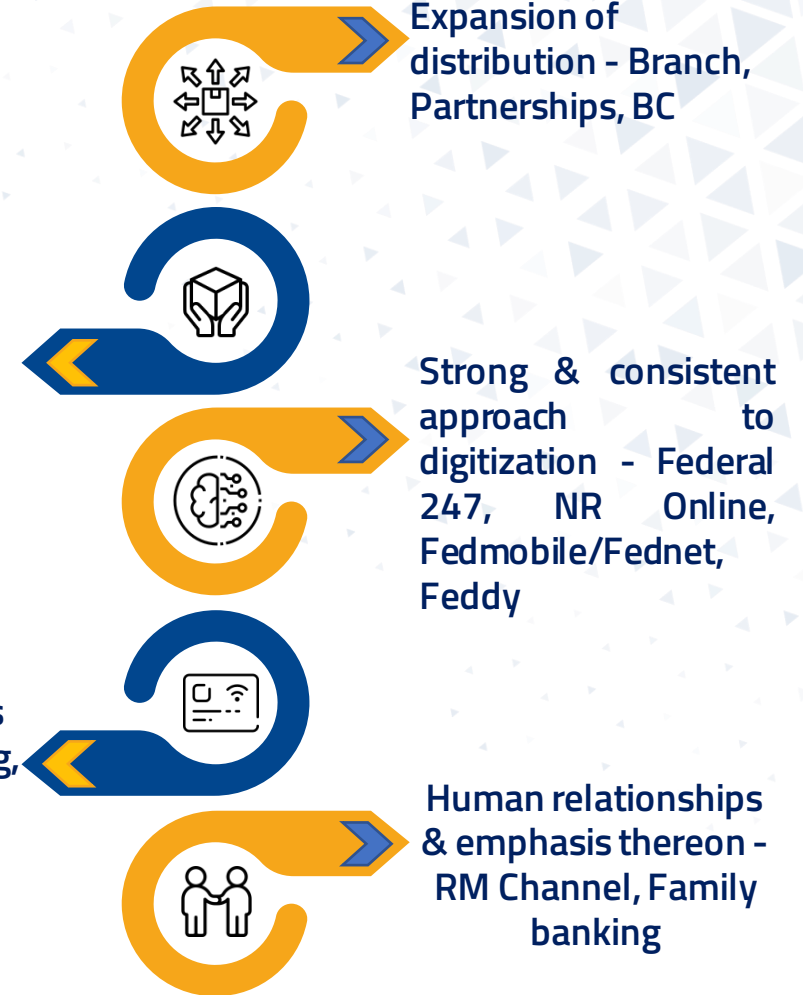 Expansion of
distribution - Branch,
Partnerships, BC
Strong & consistent
approach to
digitization - Federal
247, NR Online,
Fedmobile/Fednet,
Feddy
Human relationships
& emphasis thereon -
RM Channel, Family
banking